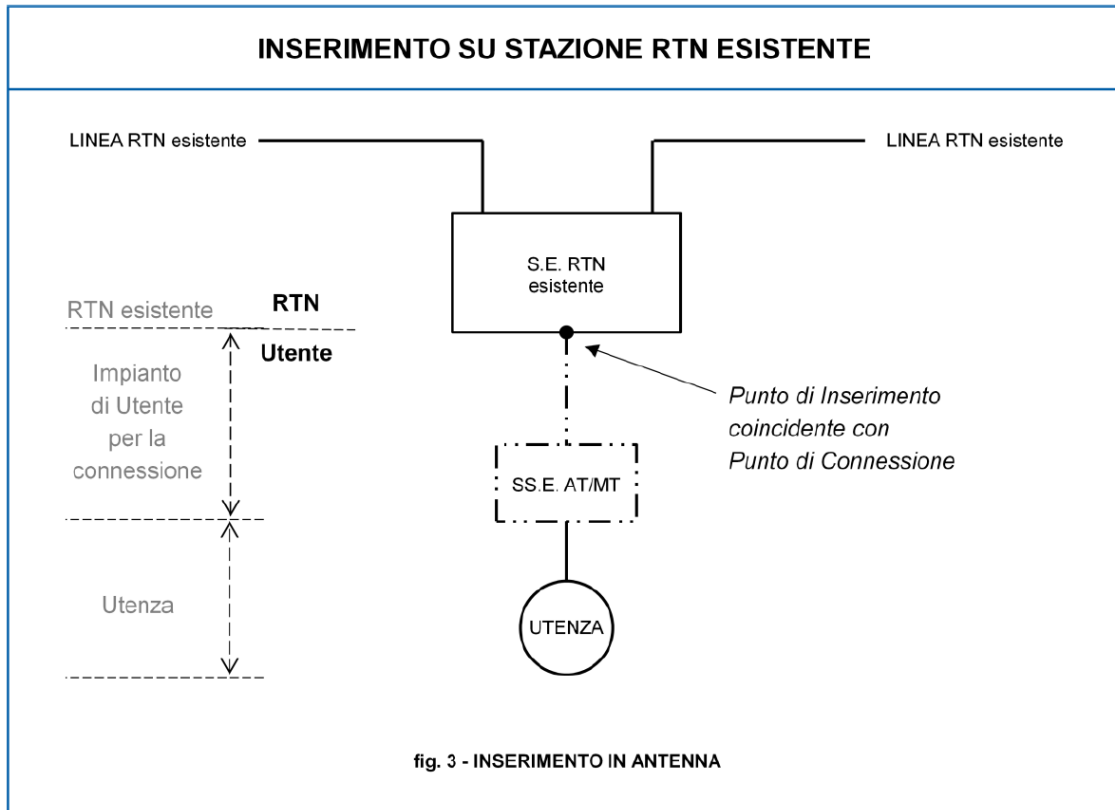 INSERIMENTO SU STAZIONE RTN ESISTENTE
LINEA RTN esistente
LINEA RTN esistente
S.E. RTN
esistente
RTN esistente
RTN
Utente
Impianto
di Utente
per la
connessione
Punto di Inserimento
coincidente con
Punto di Connessione
SS.E. AT/MT
Utenza
UTENZA
fig. 3 - INSERIMENTO IN ANTENNA